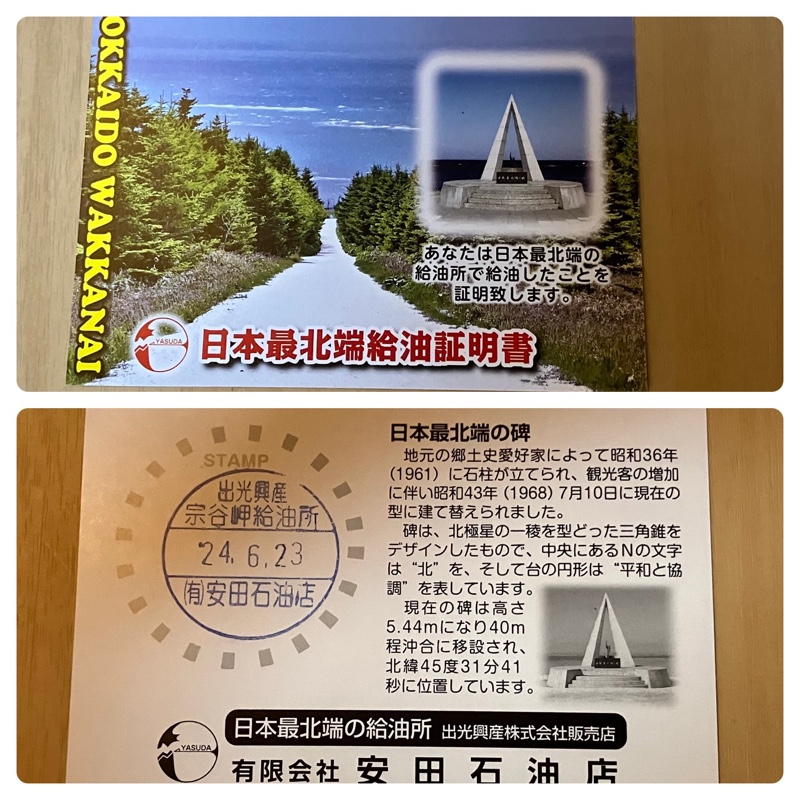 OKKAIDO WAKKANAI
あなたは日本最北端の
給油所で給油したことを
証明致します。
YASUDA
日本最北端給油証明書
STAMP
出光興産
宗谷岬給油所
'24.6.23
(有)安田石油店
日本最北端の碑
地元の郷土史愛好家によって昭和36年
(1961) に石柱が立てられ、観光客の増加
に伴い昭和43年 (1968) 7月10日に現在の
型に建て替えられました。
碑は、北極星の一稜を型どった三角錐を
デザインしたもので、中央にあるNの文字
は“北”を、そして台の円形は“平和と協
調”を表しています。
現在の碑は高さ
5.44mになり40m
程沖合に移設され、
北緯45度31分41
秒に位置しています。
YASUDA
日本最北端の給油所 出光興産株式会社販売店
有限会社 安田石油店